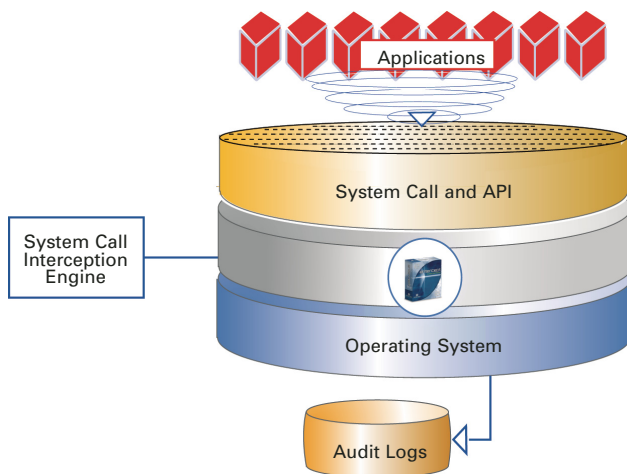 Applications
System Call and API
System Call
Interception
Engine
Operating System
Audit Logs